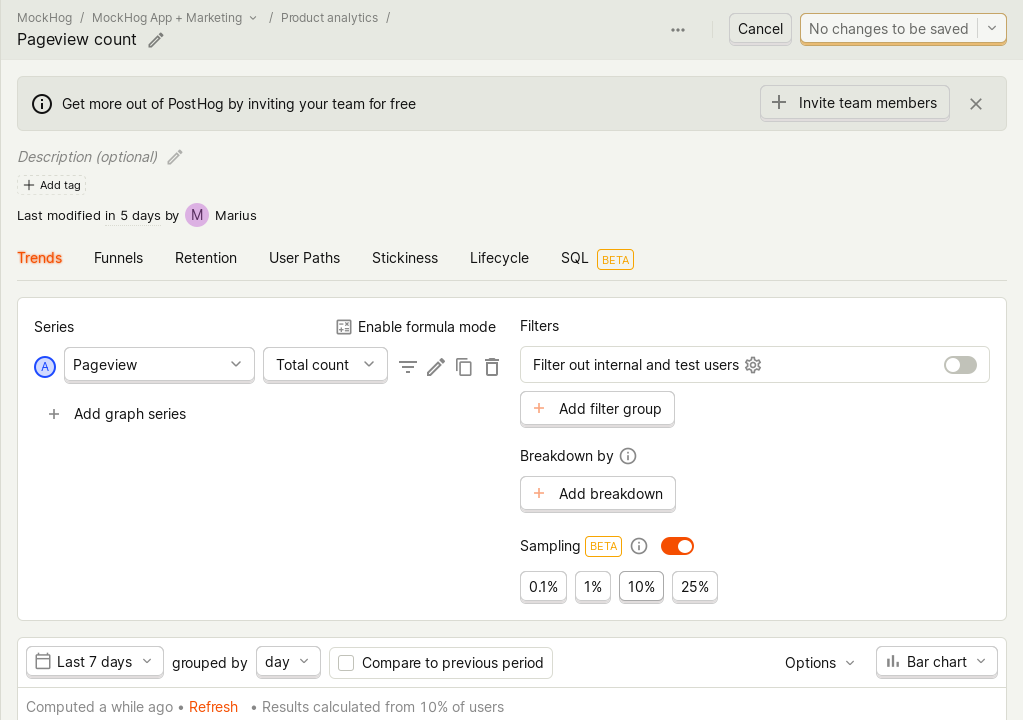 MockHog / MockHog App + Marketing / Product analytics /
Pageview count
Cancel
No changes to be saved
Get more out of PostHog by inviting your team for free
Invite team members
Description (optional)
Add tag
Last modified in 5 days by M Marius
Trends Funnels Retention User Paths Stickiness Lifecycle SQL BETA
Series
Enable formula mode
A Pageview Total count
Add graph series
Filters
Filter out internal and test users
Add filter group
Breakdown by
Add breakdown
Sampling BETA
0.1% 1% 10% 25%
Last 7 days grouped by day Compare to previous period Options Bar chart
Computed a while ago • Refresh • Results calculated from 10% of users